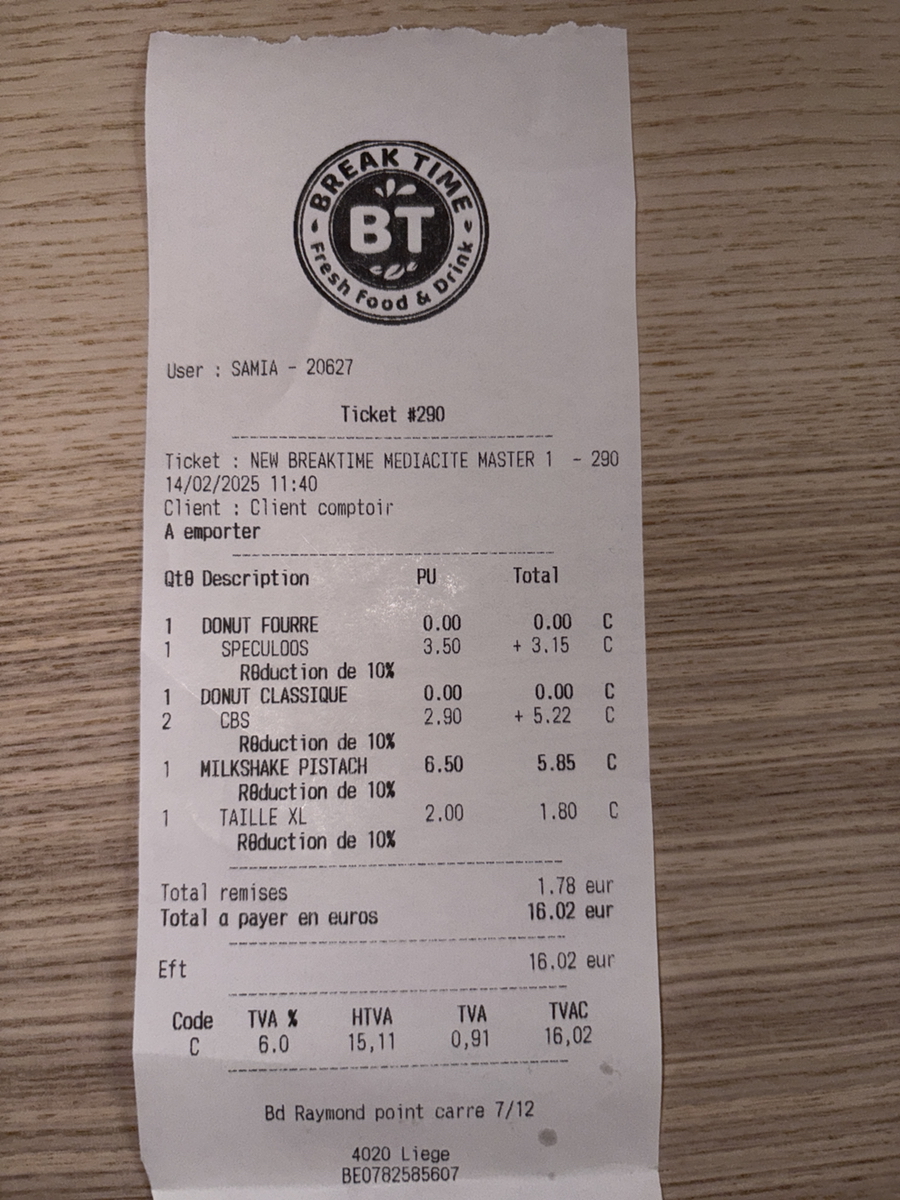 BREAK TIME
BT
Fresh Food & Drink
User : SAMIA - 20627
Ticket #290
Ticket : NEW BREAKTIME MEDIACITE MASTER 1 - 290
14/02/2025 11:40
Client : Client comptoir
A emporter
Qtθ Description PU Total
1 DONUT FOURRE 0.00 0.00 C
1 SPECULOOS 3.50 + 3.15 C
Rθduction de 10%
1 DONUT CLASSIQUE 0.00 0.00 C
2 CBS 2.90 + 5.22 C
Rθduction de 10%
1 MILKSHAKE PISTACH 6.50 5.85 C
Rθduction de 10%
1 TAILLE XL 2.00 1.80 C
Rθduction de 10%
Total remises 1.78 eur
Total a payer en euros 16.02 eur
Eft 16.02 eur
Code TVA % HTVA TVA TVAC
C 6.0 15,11 0,91 16,02
Bd Raymond point carre 7/12
4020 Liege
BE0782585607